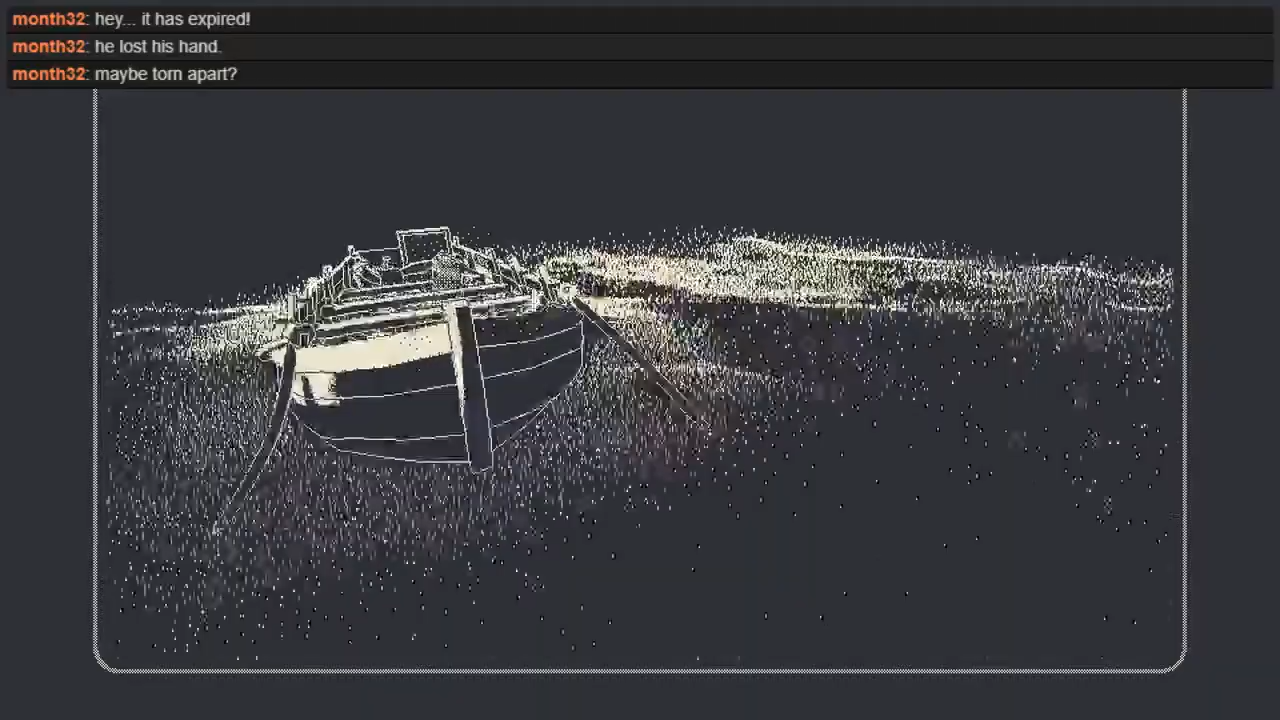 month32: hey... it has expired!
month32: he lost his hand.
month32: maybe torn apart?